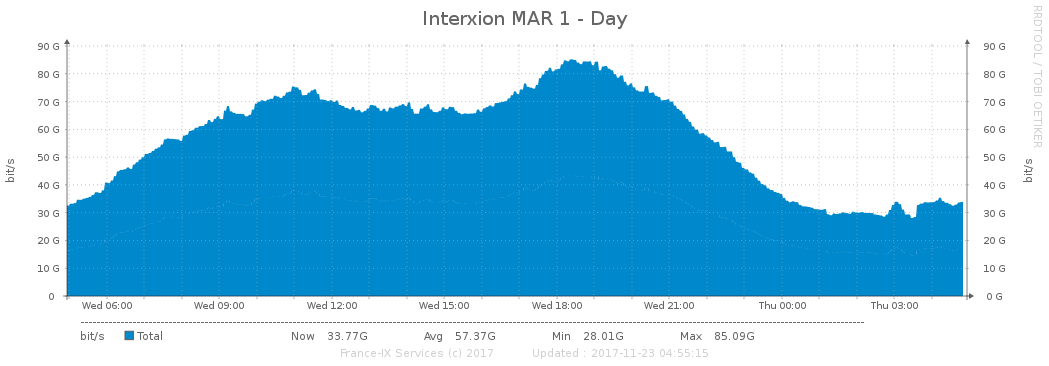 Interxion MAR 1 - Day
RRDTOOL / TOBI OETIKER
90 G 90 G
80 G 80 G
70 G 70 G
60 G 60 G
50 G 50 G
40 G 40 G
30 G 30 G
20 G 20 G
10 G 10 G
0 0 G
bit/s bit/s
Wed 06:00 Wed 09:00 Wed 12:00 Wed 15:00 Wed 18:00 Wed 21:00 Thu 00:00 Thu 03:00
bit/s Total Now 33.77G Avg 57.37G Min 28.01G Max 85.09G
France-IX Services (c) 2017 Updated : 2017-11-23 04:55:15